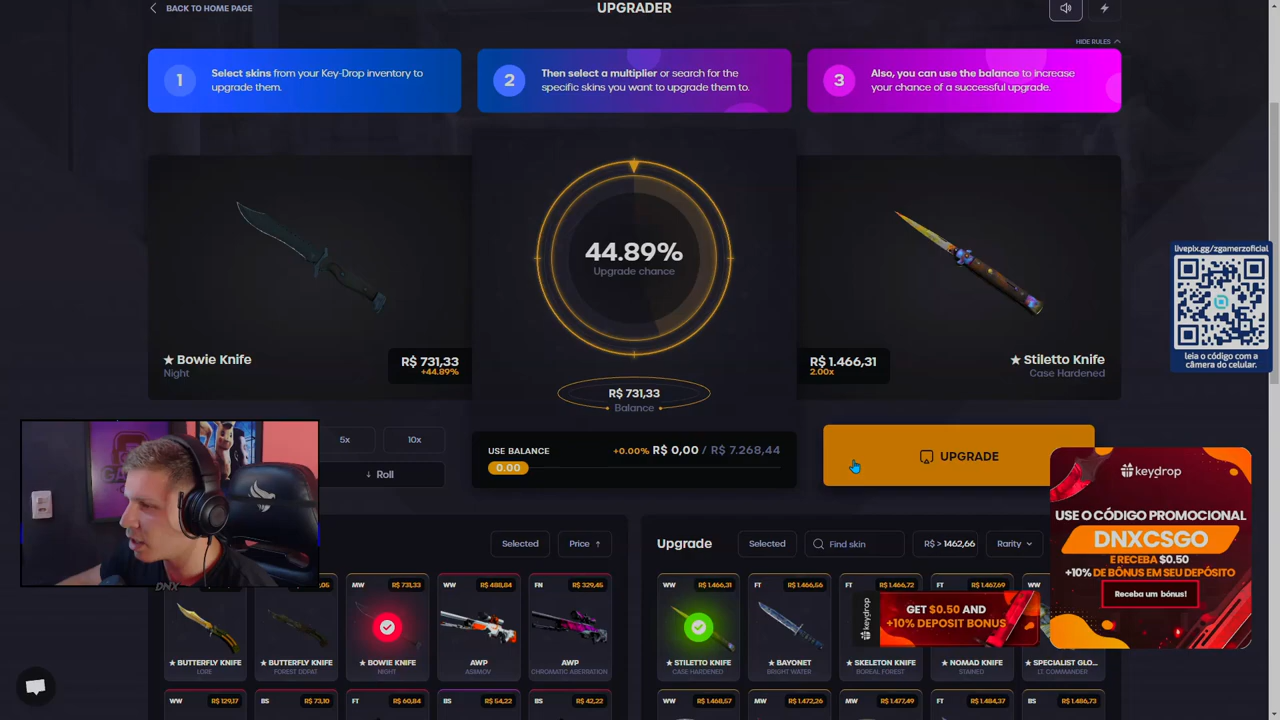 BACK TO HOME PAGE
UPGRADER
HIDE RULES
1
Select skins from your Key-Drop inventory to
upgrade them.
2
Then select a multiplier or search for the
specific skins you want to upgrade them to.
3
Also, you can use the balance to increase
your chance of a successful upgrade.
44.89%
Upgrade chance
★ Bowie Knife
Night
R$ 731,33
+44.89%
R$ 1.466,31
2.00x
★ Stiletto Knife
Case Hardened
R$ 731,33
Balance
livepix.gg/zgamerzoficial
leia o código com a
câmera do celular.
5x
10x
Roll
USE BALANCE
+0.00% R$ 0,00 / R$ 7.268,44
0.00
UPGRADE
keydrop
USE O CÓDIGO PROMOCIONAL
DNXCSGO
E RECEBA $0.50
+10% DE BÔNUS EM SEU DEPÓSITO
Receba um bônus!
Selected
Price
Upgrade
Selected
Find skin
R$ > 1462,66
Rarity
MW
R$ 731,33
WW
R$ 488,84
FN
R$ 329,45
WW
R$ 1.466,31
FT
R$ 1.466,56
FT
R$ 1.466,72
FT
R$ 1.467,69
WW
DNX
keydrop
GET $0.50 AND
+10% DEPOSIT BONUS
★ BUTTERFLY KNIFE
LORE
★ BUTTERFLY KNIFE
FOREST DDPAT
★ BOWIE KNIFE
NIGHT
AWP
ASIIMOV
AWP
CHROMATIC ABERRATION
★ STILETTO KNIFE
CASE HARDENED
★ BAYONET
BRIGHT WATER
★ SKELETON KNIFE
BOREAL FOREST
★ NOMAD KNIFE
STAINED
★ SPECIALIST GLO...
LT. COMMANDER
WW
R$ 129,17
BS
R$ 73,10
FT
R$ 60,84
BS
R$ 54,22
BS
R$ 42,22
BS
R$ 1.468,57
MW
R$ 1.472,26
MW
R$ 1.477,49
FT
R$ 1.484,37
BS
R$ 1.486,73